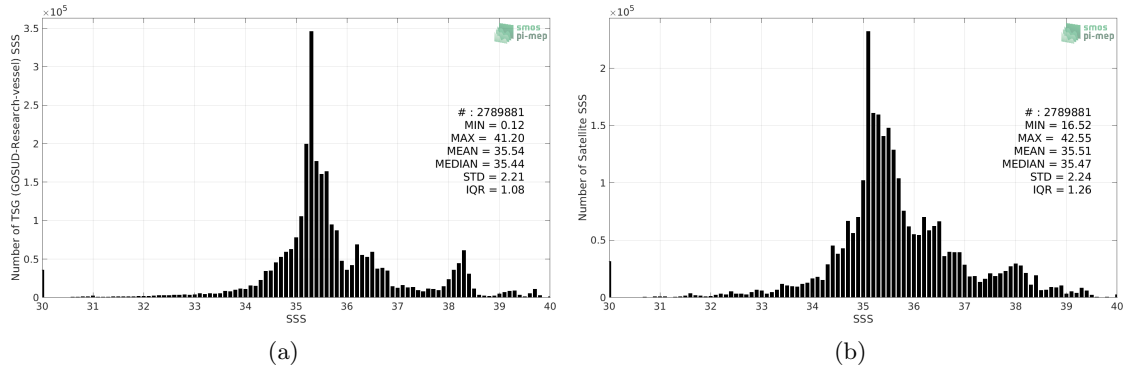 ×10⁵
3.5
3
2.5
2
1.5
1
0.5
0
30 31 32 33 34 35 36 37 38 39 40
SSS
Number of TSG (GOSUD-Research-vessel) SSS
smos
pi-mep
# : 2789881
MIN = 0.12
MAX = 41.20
MEAN = 35.54
MEDIAN = 35.44
STD = 2.21
IQR = 1.08
(a)
×10⁵
2
1.5
1
0.5
0
30 31 32 33 34 35 36 37 38 39 40
SSS
Number of Satellite SSS
smos
pi-mep
# : 2789881
MIN = 16.52
MAX = 42.55
MEAN = 35.51
MEDIAN = 35.47
STD = 2.24
IQR = 1.26
(b)